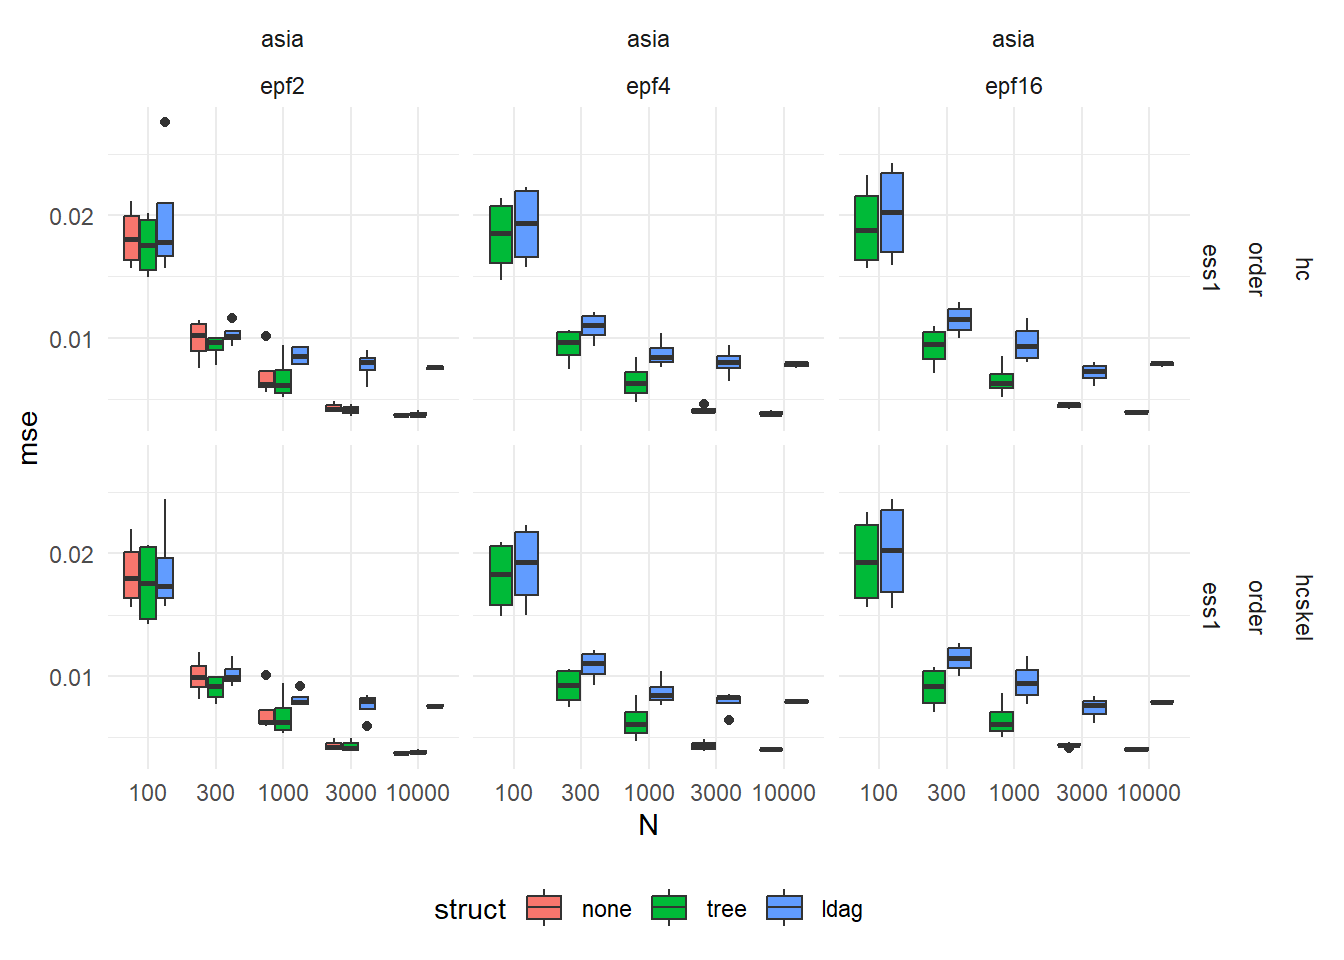 asia asia asia
epf2 epf4 epf16
0.02
0.01
ess1 order hc
mse
0.02
0.01
ess1 order hcskel
100 300 1000 3000 10000 100 300 1000 3000 10000 100 300 1000 3000 10000
N
struct none tree ldag